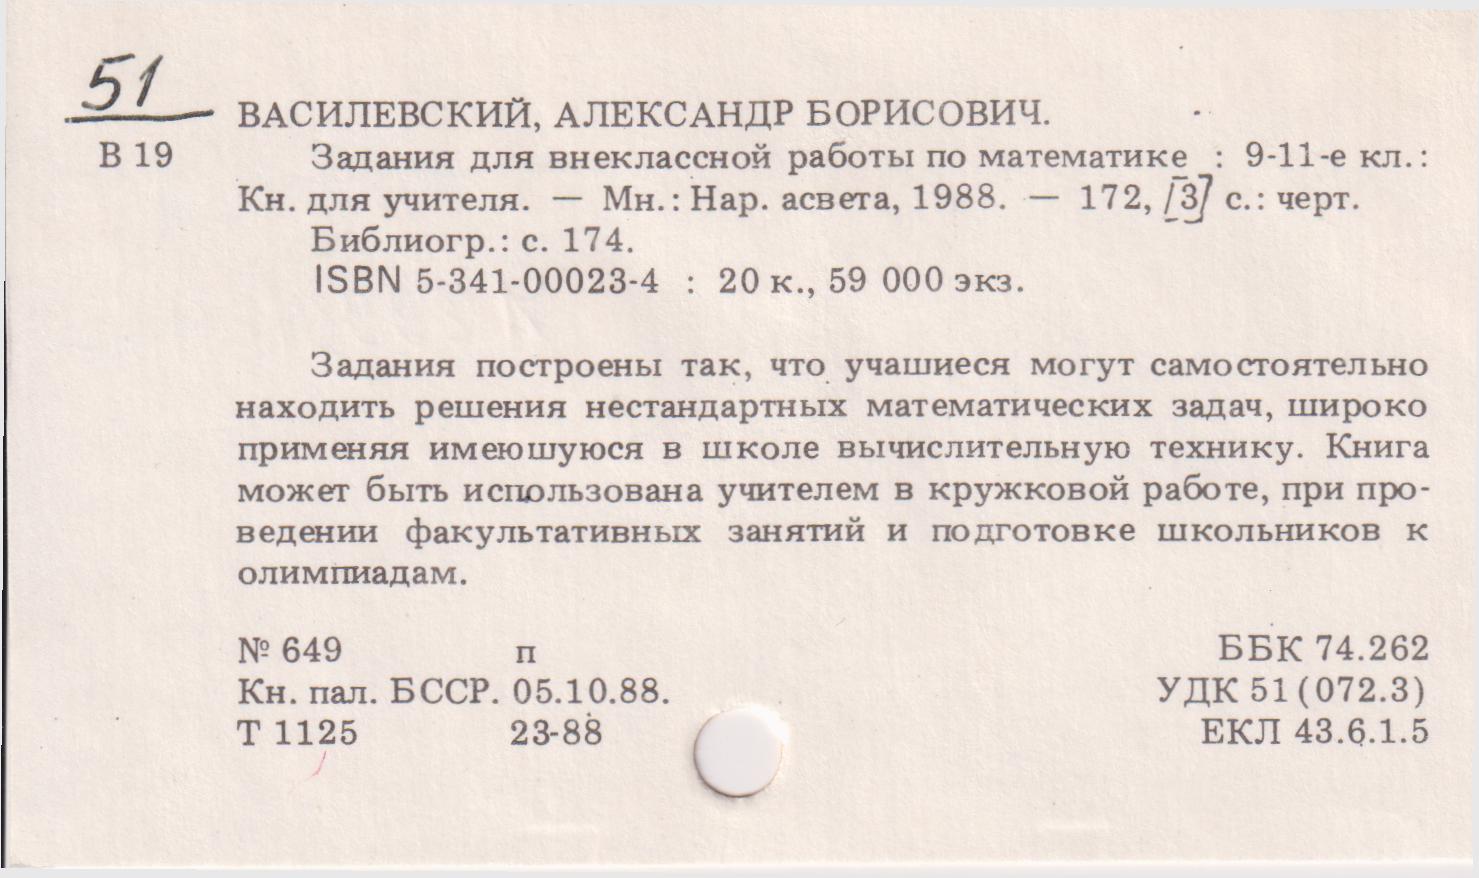 51
ВАСИЛЕВСКИЙ, АЛЕКСАНДР БОРИСОВИЧ.
В 19
Задания для внеклассной работы по математике : 9-11-е кл.:
Кн. для учителя. — Мн.: Нар. асвета, 1988. — 172, [3] с.: черт.
Библиогр.: с. 174.
ISBN 5-341-00023-4 : 20 к., 59 000 экз.
Задания построены так, что учашиеся могут самостоятельно
находить решения нестандартных математических задач, широко
применяя имеюшуюся в школе вычислительную технику. Книга
может быть использована учителем в кружковой работе, при про-
ведении факультативных занятий и подготовке школьников к
олимпиадам.
№ 649 п ББК 74.262
Кн. пал. БССР. 05.10.88. УДК 51(072.3)
Т 1125 23-88 ЕКЛ 43.6.1.5